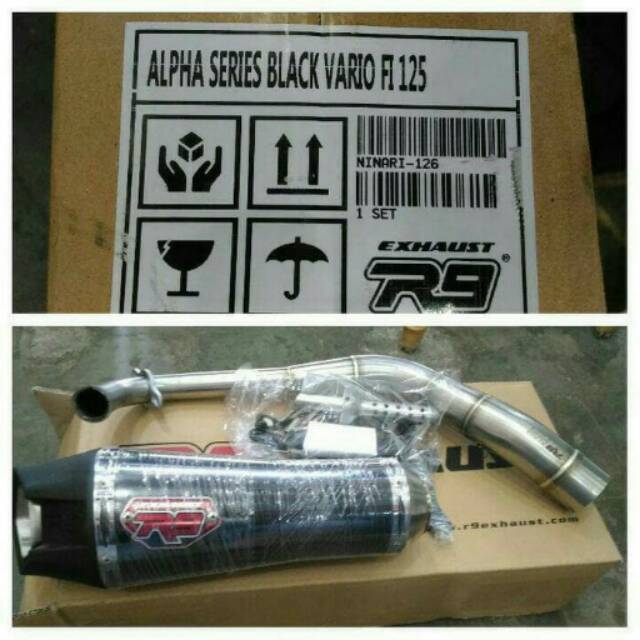 ALPHA SERIES BLACK VARIO FI 125
NINARI-126
1 SET
EXHAUST
R9®
R9
www.r9exhaust.com